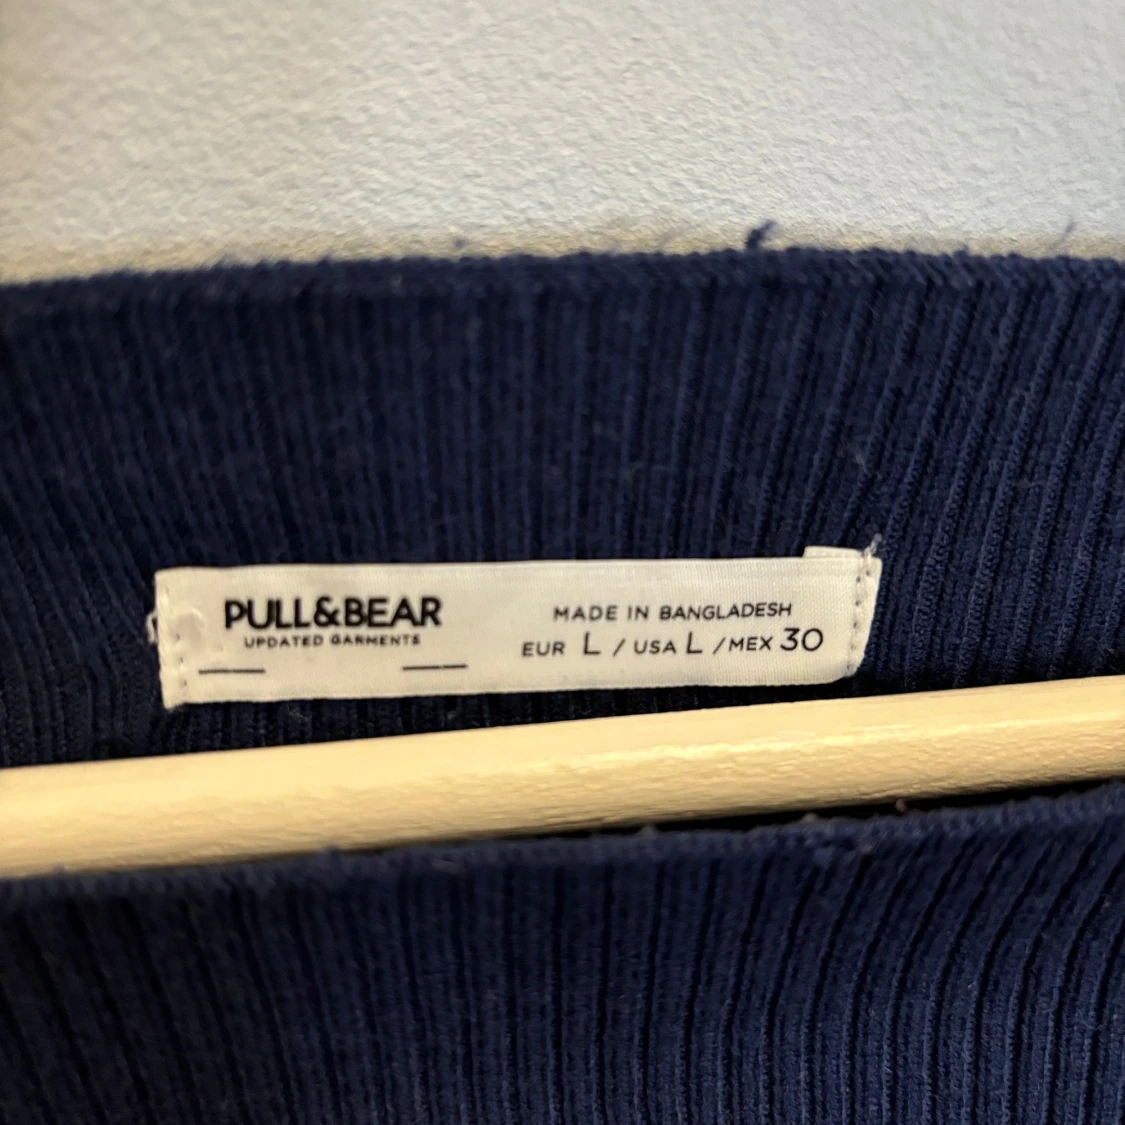 PULL&BEAR
UPDATED GARMENTS
MADE IN BANGLADESH
EUR L / USA L / MEX 30